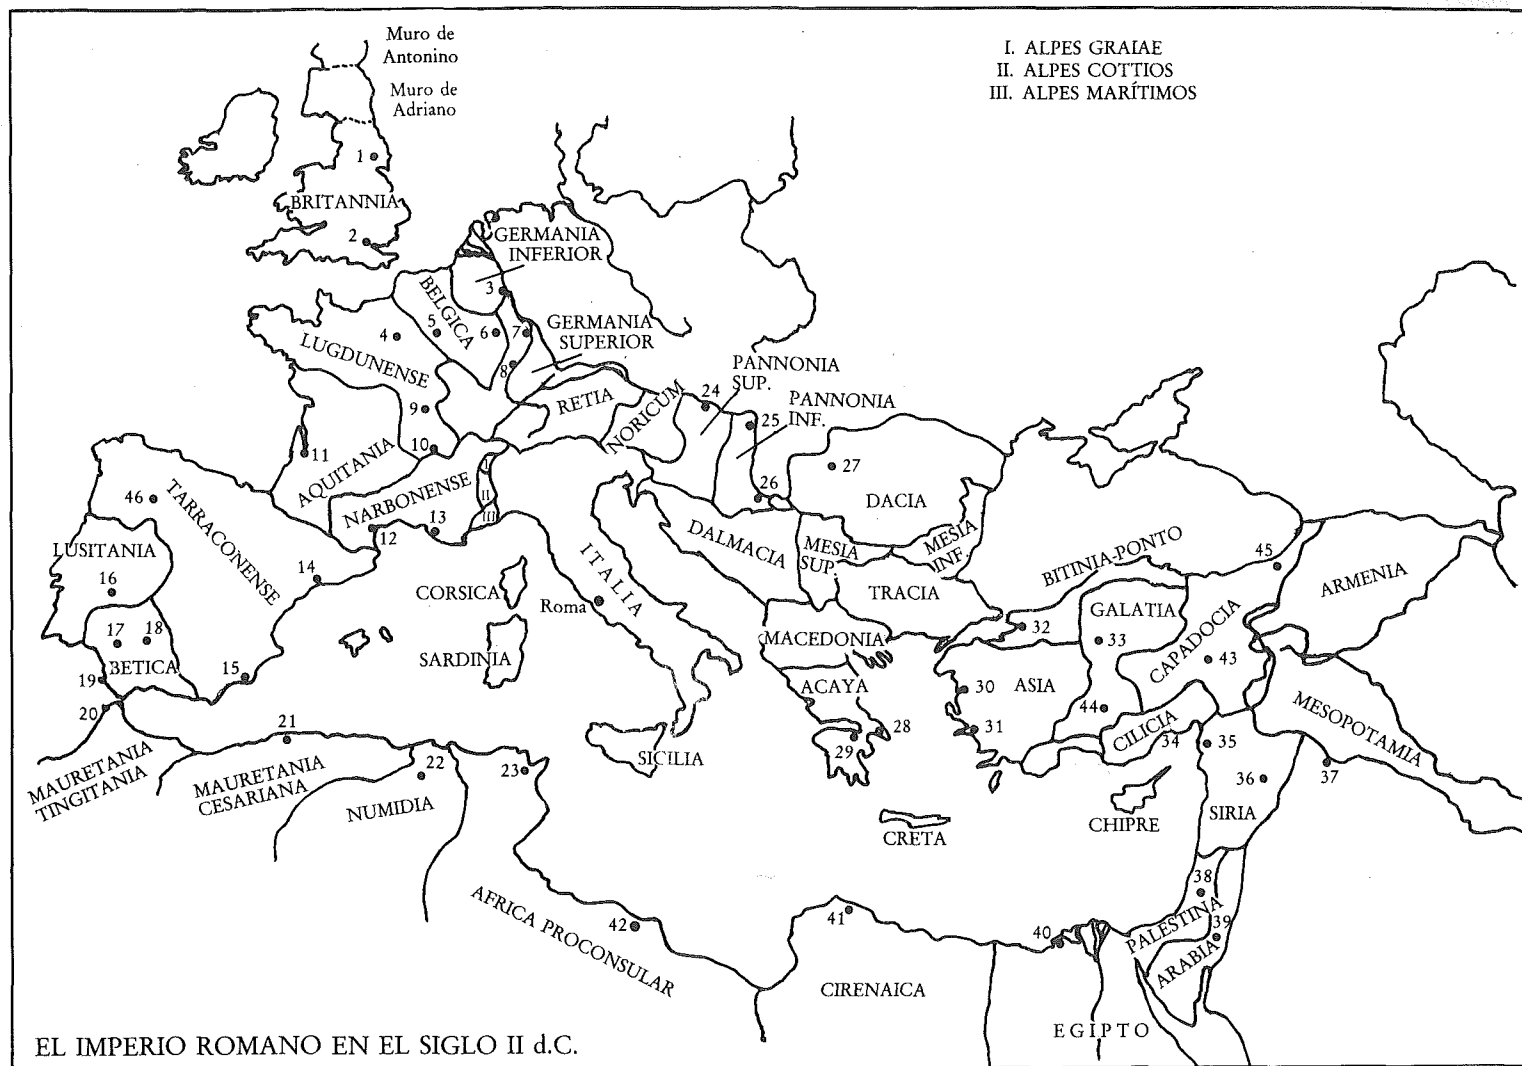 Muro de
Antonino
Muro de
Adriano
I. ALPES GRAIAE
II. ALPES COTTIOS
III. ALPES MARÍTIMOS
1
BRITANNIA
2
GERMANIA
INFERIOR
3
BELGICA
4
5
6
7
GERMANIA
SUPERIOR
LUGDUNENSE
8
9
10
RETIA
NORICUM
PANNONIA
SUP.
24
PANNONIA
INF.
25
26
27
DACIA
11
AQUITANIA
NARBONENSE
I
II
III
12
13
46
TARRACONENSE
LUSITANIA
14
16
17
18
BETICA
15
19
20
CORSICA
Roma
ITALIA
SARDINIA
SICILIA
DALMACIA
MESIA
SUP.
MESIA
INF.
TRACIA
MACEDONIA
ACAYA
28
29
BITINIA-PONTO
45
ARMENIA
GALATIA
32
33
CAPADOCIA
43
30
ASIA
31
44
CILICIA
34
35
36
SIRIA
37
MESOPOTAMIA
CHIPRE
CRETA
21
22
23
MAURETANIA
TINGITANIA
MAURETANIA
CESARIANA
NUMIDIA
AFRICA PROCONSULAR
42
41
CIRENAICA
40
38
PALESTINA
39
ARABIA
EGIPTO
EL IMPERIO ROMANO EN EL SIGLO II d.C.